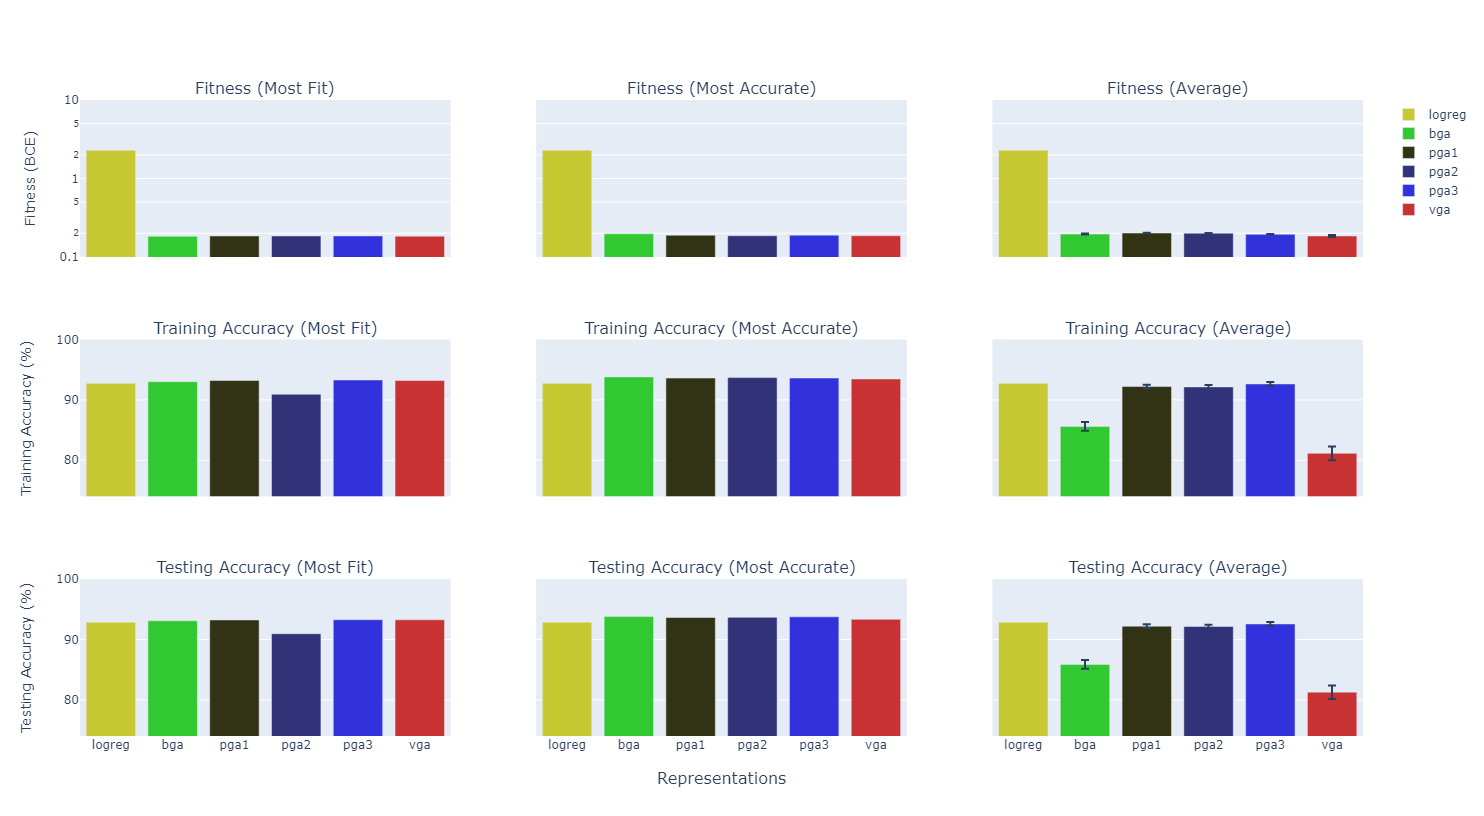 Fitness (Most Fit)
Fitness (Most Accurate)
Fitness (Average)
Fitness (BCE)
10
5
2
1
5
2
0.1
logreg
bga
pga1
pga2
pga3
vga
Training Accuracy (Most Fit)
Training Accuracy (Most Accurate)
Training Accuracy (Average)
Training Accuracy (%)
100
90
80
Testing Accuracy (Most Fit)
Testing Accuracy (Most Accurate)
Testing Accuracy (Average)
Testing Accuracy (%)
100
90
80
logreg bga pga1 pga2 pga3 vga
logreg bga pga1 pga2 pga3 vga
logreg bga pga1 pga2 pga3 vga
Representations